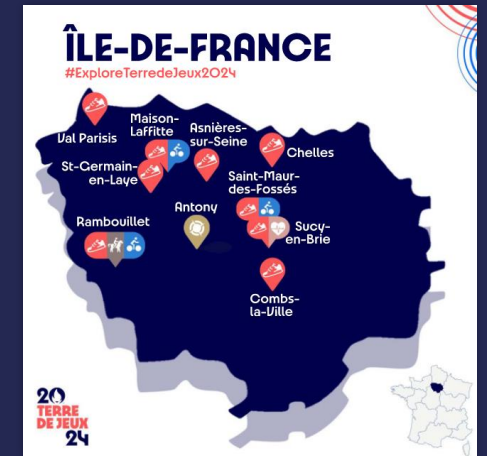 ÎLE-DE-FRANCE
#ExploreTerredeJeux2024
Val Parisis
Maison-
Laffitte
Asnières-
sur-Seine
Chelles
St-Germain-
en-Laye
Saint-Maur-
des-Fossés
Rambouillet
Antony
Sucy-
en-Brie
Combs-
la-Ville
20
TERRE
DE JEUX
24